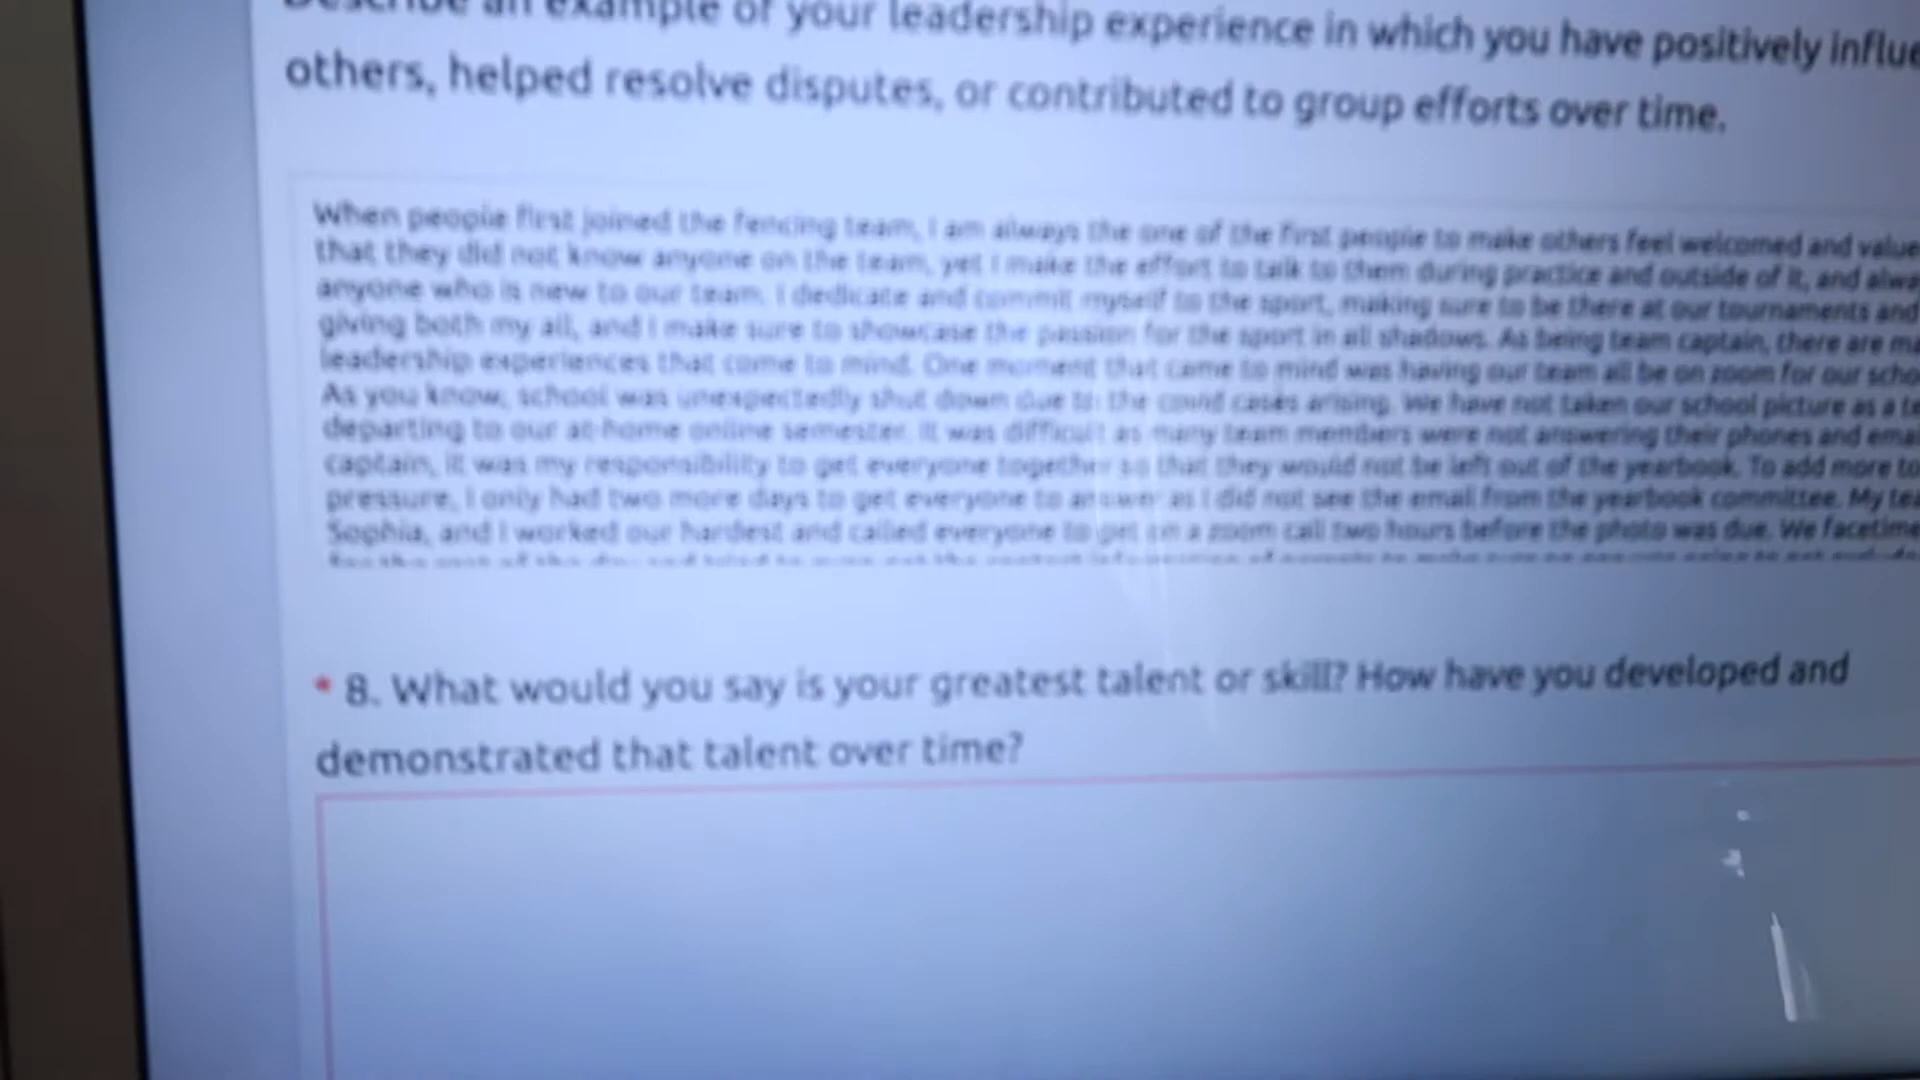 Describe an example of your leadership experience in which you have positively
others, helped resolve disputes, or contributed to group efforts over time.
When people first joined the fencing team, I am always the one of the first people to make others feel welcomed and
that they did not know anyone on the team, yet I make the effort to talk to them during practice and outside of it, and
anyone who is new to our team. I dedicate and commit myself to the sport, making sure to be there at our tournaments and
giving both my all, and I make sure to showcase the passion for the sport in all shadows. As being team captain, there are
leadership experiences that come to mind. One moment that came to mind was having our team all be on zoom for our
As you know, school was unexpectedly shut down due to the covid cases arising. We have not taken our school picture as a
departing to our at-home online semester. It was difficult as many team members were not answering their phones and
captain, it was my responsibility to get everyone together so that they would not be left out of the yearbook. To add more to
pressure, I only had two more days to get everyone to answer as I did not see the email from the yearbook committee. My
Sophia, and I worked our hardest and called everyone to get on a zoom call two hours before the photo was due. We
* 8. What would you say is your greatest talent or skill? How have you developed and
demonstrated that talent over time?